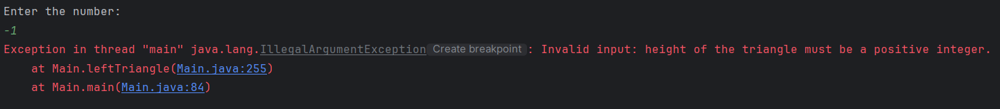 Enter the number:
-1
Exception in thread "main" java.lang.IllegalArgumentException Create breakpoint : Invalid input: height of the triangle must be a positive integer.
    at Main.leftTriangle(Main.java:255)
    at Main.main(Main.java:84)